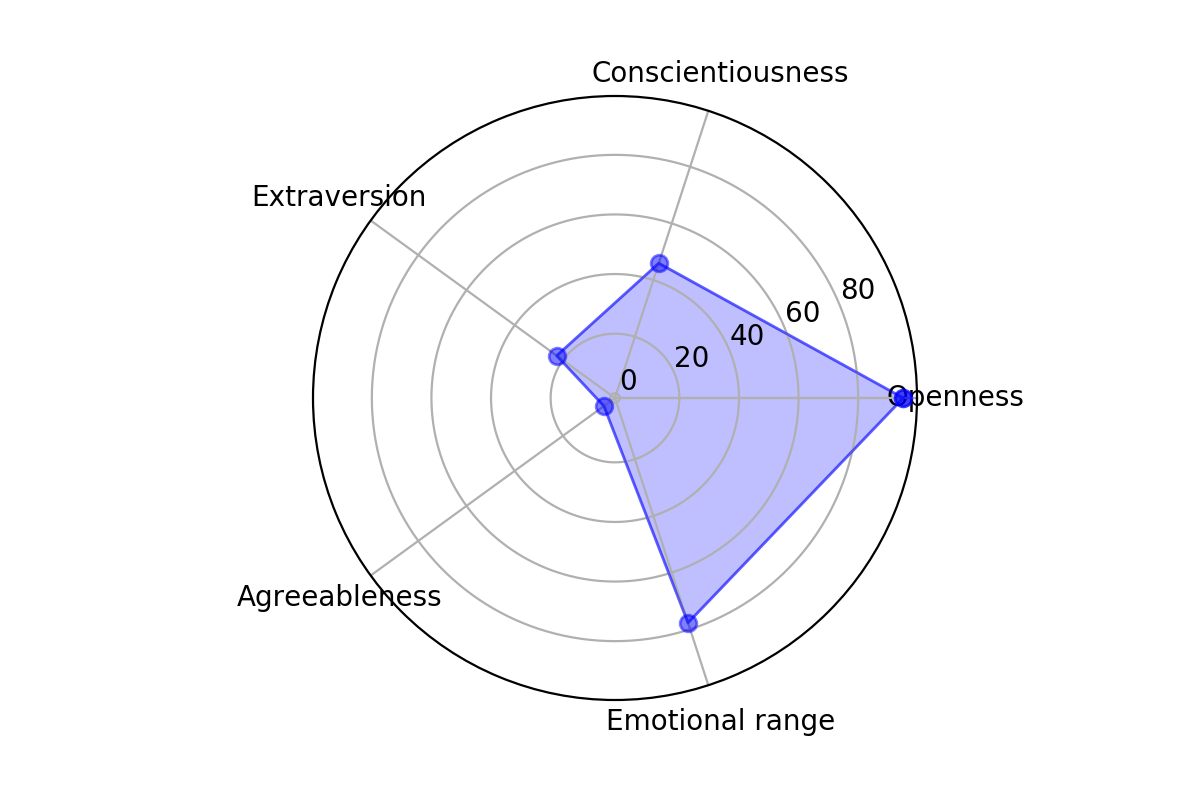 Conscientiousness
Extraversion
80
60
40
20
0
Openness
Agreeableness
Emotional range